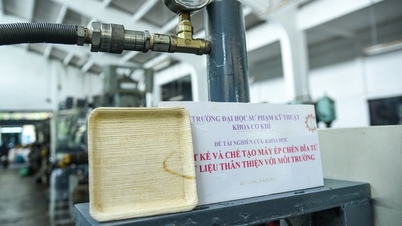 TRƯỜNG ĐẠI HỌC SƯ PHẠM KỸ THUẬT
KHOA CƠ KHÍ
ĐỀ TÀI NGHIÊN CỨU KHOA HỌC
KẾ VÀ CHẾ TẠO MÁY ÉP CHÉN DĨA TỪ
LIỆU THÂN THIỆN VỚI MÔI TRƯỜNG